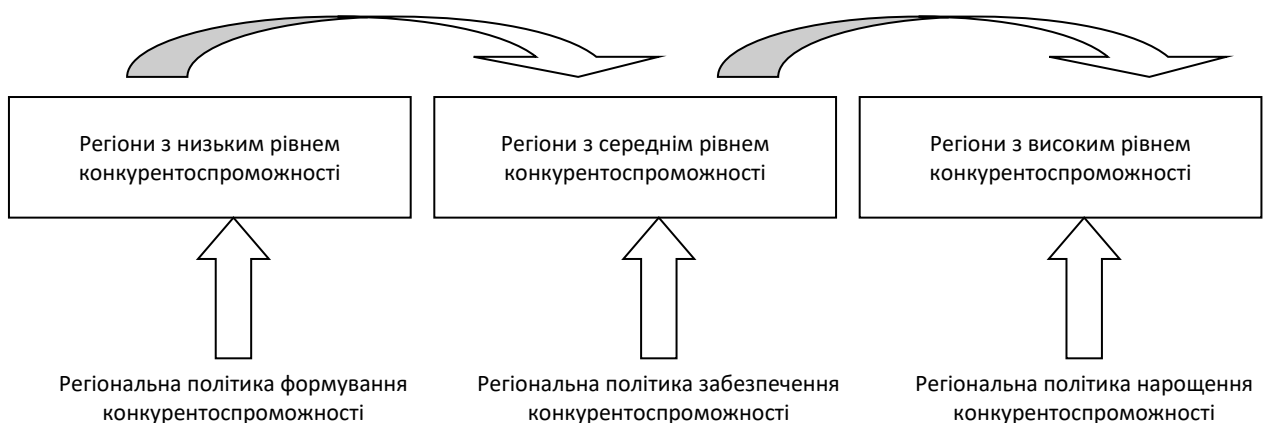 Регіони з низьким рівнем
конкурентоспроможності
Регіони з середнім рівнем
конкурентоспроможності
Регіони з високим рівнем
конкурентоспроможності
Регіональна політика формування
конкурентоспроможності
Регіональна політика забезпечення
конкурентоспроможності
Регіональна політика нарощення
конкурентоспроможності